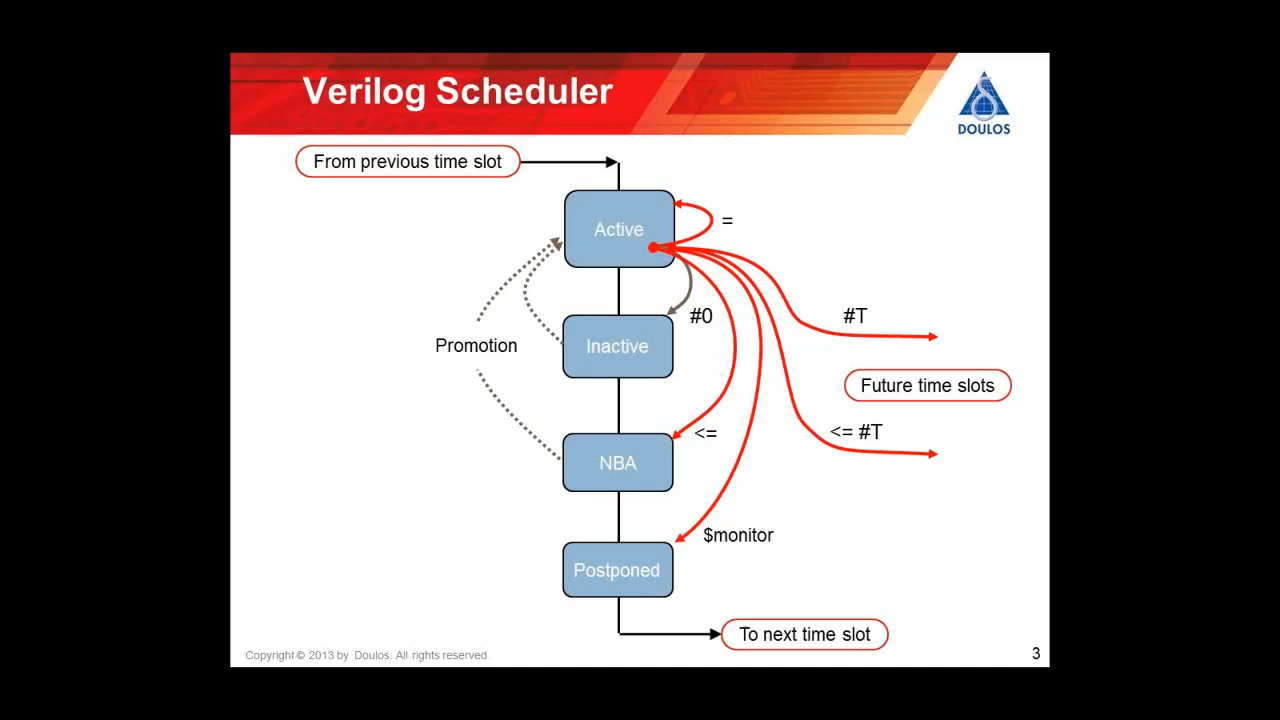 Verilog Scheduler
DOULOS
From previous time slot
Active
=
#0
#T
Promotion
Inactive
Future time slots
<=
<= #T
NBA
$monitor
Postponed
To next time slot
Copyright © 2013 by Doulos. All rights reserved
3